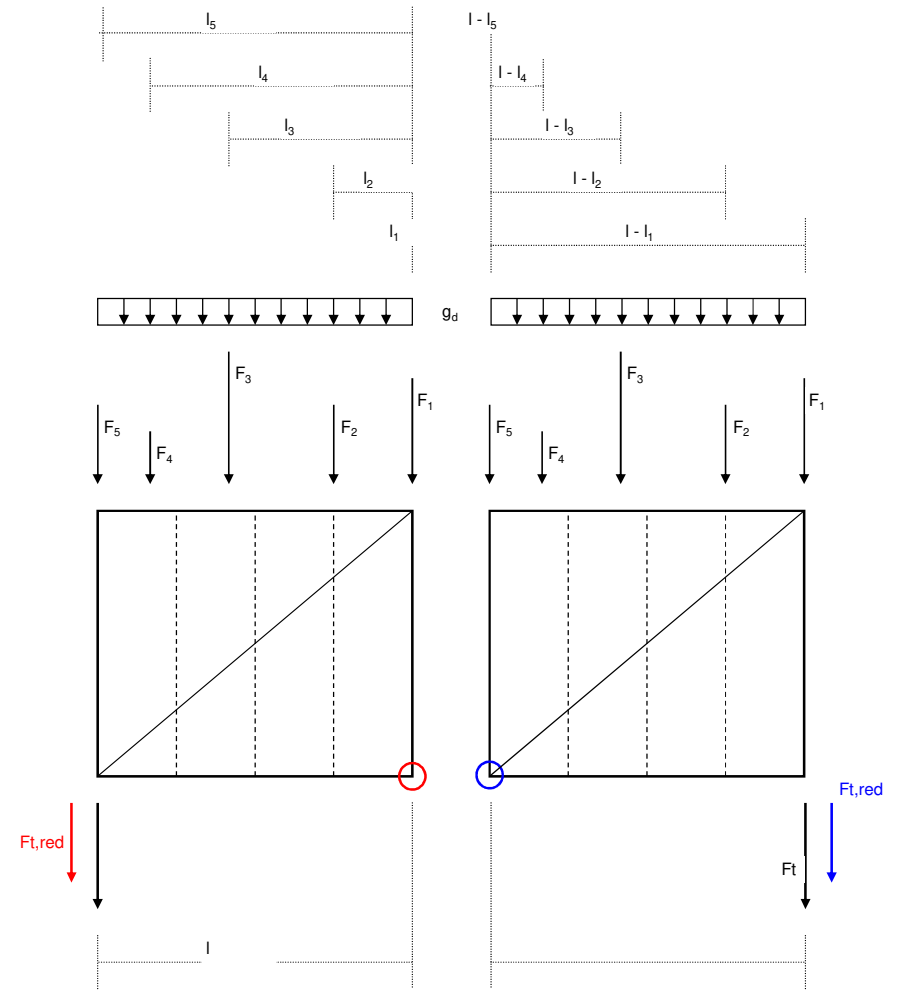 l5 l - l5
l4 l - l4
l3 l - l3
l2 l - l2
l1 l - l1
gd
F3 F3
F1 F1
F5 F2 F5 F2
F4 F4
Ft,red
Ft,red
Ft
l